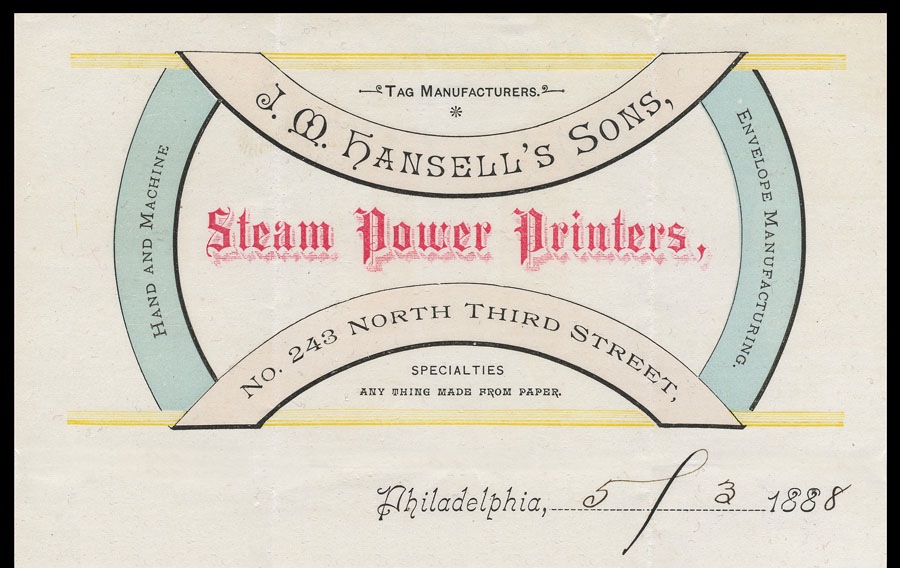 Tag Manufacturers.
J. M. Hansell's Sons,
Hand and Machine
Envelope Manufacturing.
Steam Power Printers,
No. 243 North Third Street,
SPECIALTIES
ANY THING MADE FROM PAPER.
Philadelphia, 5/3 1888